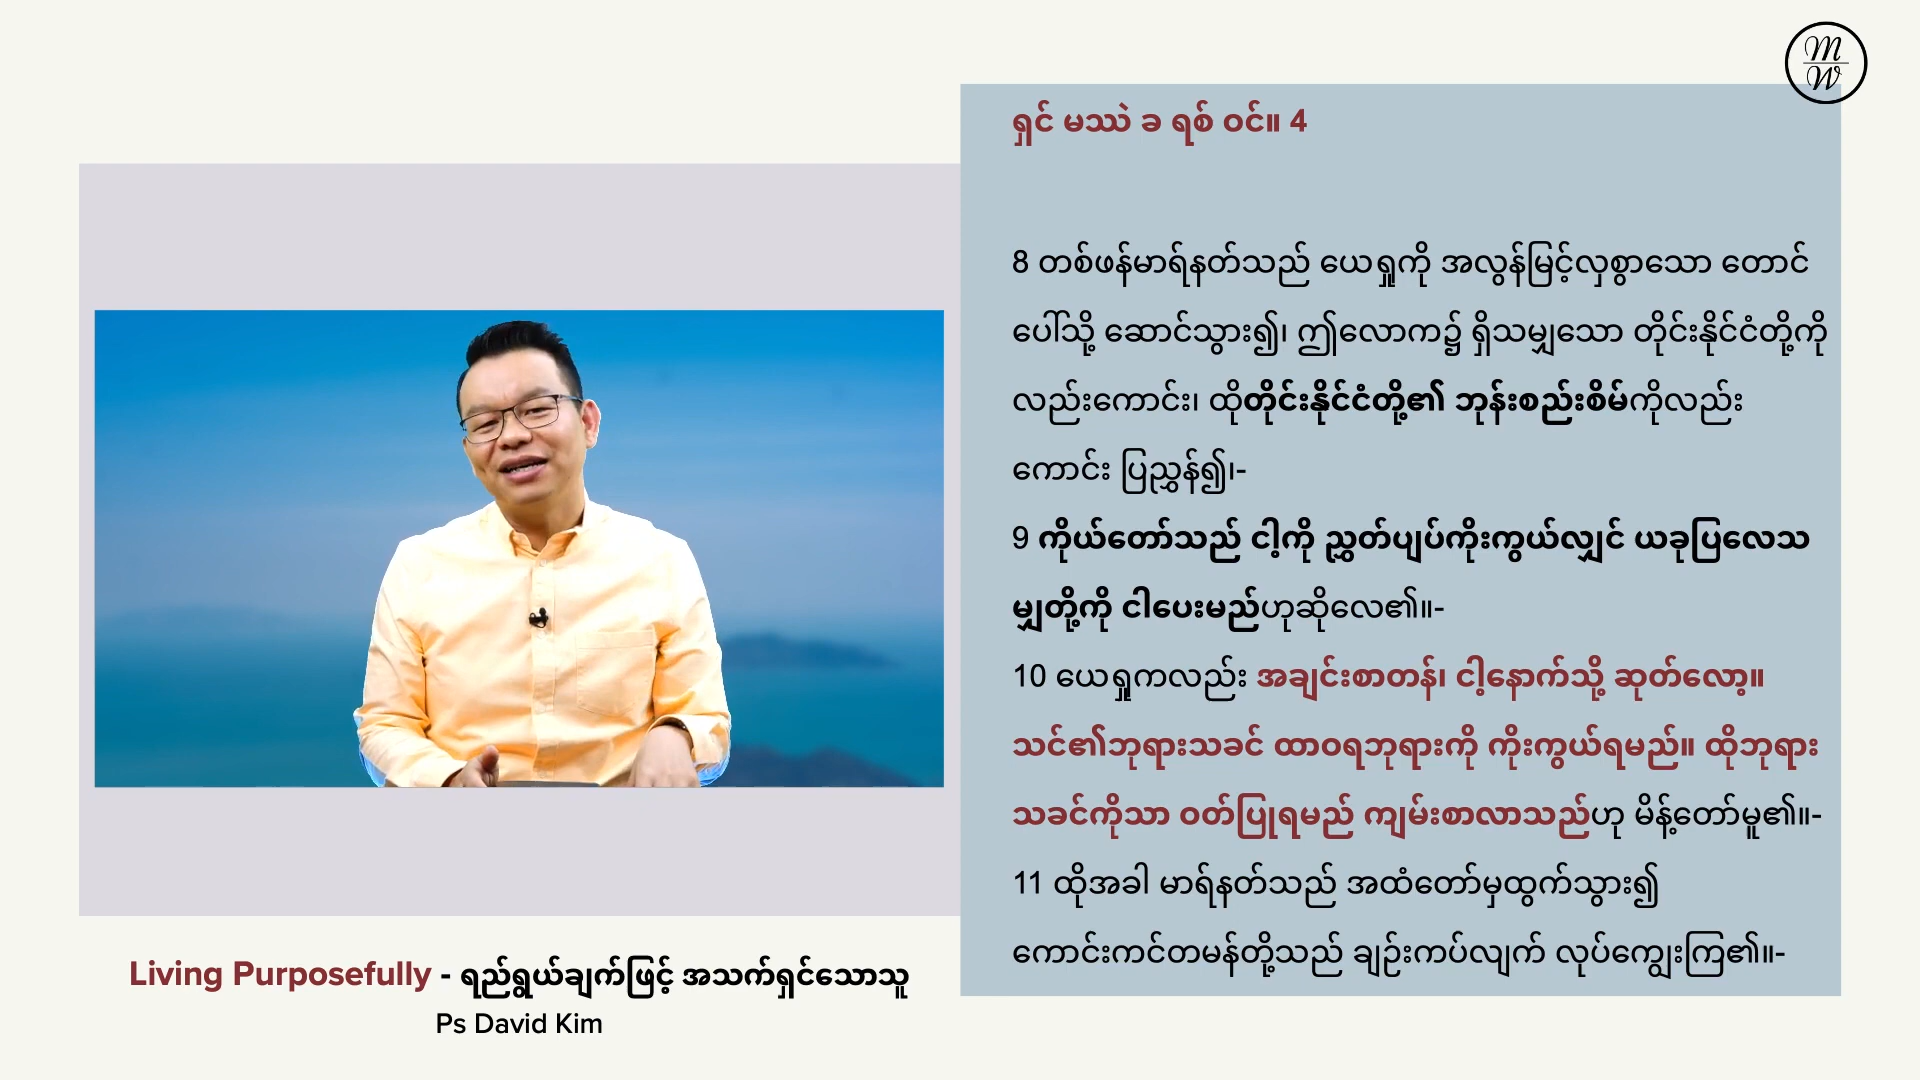 M
W
ရှင် မဿဲ ခ ရစ် ဝင်။ 4
8 တစ်ဖန်မာရ်နတ်သည် ယေရှုကို အလွန်မြင့်လှစွာသော တောင်
ပေါ်သို့ ဆောင်သွား၍၊ ဤလောက၌ ရှိသမျှသော တိုင်းနိုင်ငံတို့ကို
လည်းကောင်း၊ ထိုတိုင်းနိုင်ငံတို့၏ ဘုန်းစည်းစိမ်ကိုလည်း
ကောင်း ပြညွှန်၍၊-
9 ကိုယ်တော်သည် ငါ့ကို ညွှတ်ပျပ်ကိုးကွယ်လျှင် ယခုပြလေသ
မျှတို့ကို ငါပေးမည်ဟုဆိုလေ၏။-
10 ယေရှုကလည်း အချင်းစာတန်၊ ငါ့နောက်သို့ ဆုတ်လော့။
သင်၏ဘုရားသခင် ထာဝရဘုရားကို ကိုးကွယ်ရမည်။ ထိုဘုရား
သခင်ကိုသာ ဝတ်ပြုရမည် ကျမ်းစာလာသည်ဟု မိန့်တော်မူ၏။-
11 ထိုအခါ မာရ်နတ်သည် အထံတော်မှထွက်သွား၍
ကောင်းကင်တမန်တို့သည် ချဉ်းကပ်လျက် လုပ်ကျွေးကြ၏။-
Living Purposefully - ရည်ရွယ်ချက်ဖြင့် အသက်ရှင်သောသူ
Ps David Kim